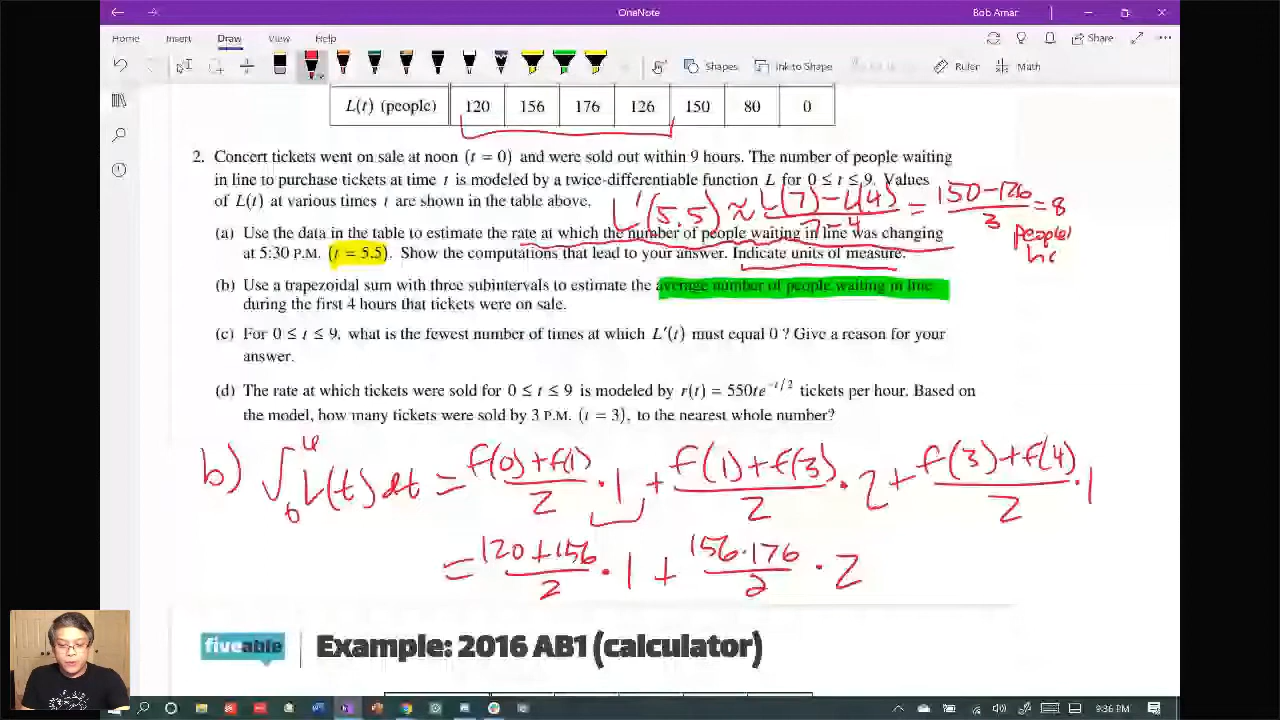 OneNote
Bob Amar
Home Insert Draw View Help
Share
Shapes
Ink to Shape
Ruler
Math
L(t) (people) 120 156 176 126 150 80 0
2. Concert tickets went on sale at noon (t = 0) and were sold out within 9 hours. The number of people waiting
in line to purchase tickets at time t is modeled by a twice-differentiable function L for 0 ≤ t ≤ 9. Values
of L(t) at various times t are shown in the table above.
L'(5.5) ≈ L(7) - L(4) / 7 - 4 = 150 - 126 / 3 = 8
people/
(a) Use the data in the table to estimate the rate at which the number of people waiting in line was changing
at 5:30 P.M. (t = 5.5). Show the computations that lead to your answer. Indicate units of measure.
(b) Use a trapezoidal sum with three subintervals to estimate the average number of people waiting in line
during the first 4 hours that tickets were on sale.
(c) For 0 ≤ t ≤ 9, what is the fewest number of times at which L'(t) must equal 0 ? Give a reason for your
answer.
(d) The rate at which tickets were sold for 0 ≤ t ≤ 9 is modeled by r(t) = 550te^(-t/2) tickets per hour. Based on
the model, how many tickets were sold by 3 P.M. (t = 3), to the nearest whole number?
b) ∫₀⁴ L(t) dt = f(0)+f(1) / 2 · 1 + f(1)+f(3) / 2 · 2 + f(3)+f(4) / 2 · 1
= 120+156 / 2 · 1 + 156·176 / 2 · 2
fiveable
Example: 2016 AB1 (calculator)
9:36 PM